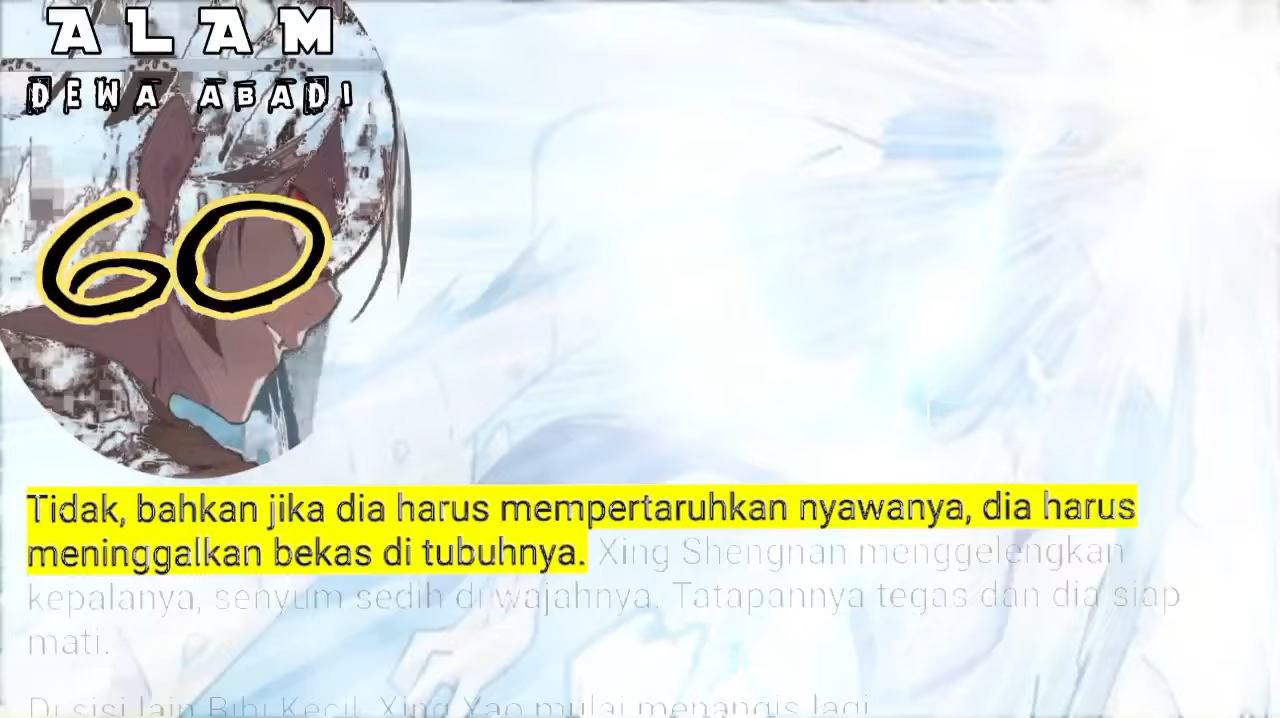 ALAM
DEWA ABADI
60
Tidak, bahkan jika dia harus mempertaruhkan nyawanya, dia harus
meninggalkan bekas di tubuhnya. Xing Shengnan menggelengkan
kepalanya, senyum sedih di wajahnya. Tatapannya tegas dan dia siap
mati.
Di sisi lain Bibi Kecil, Xing Yao mulai menangis lagi